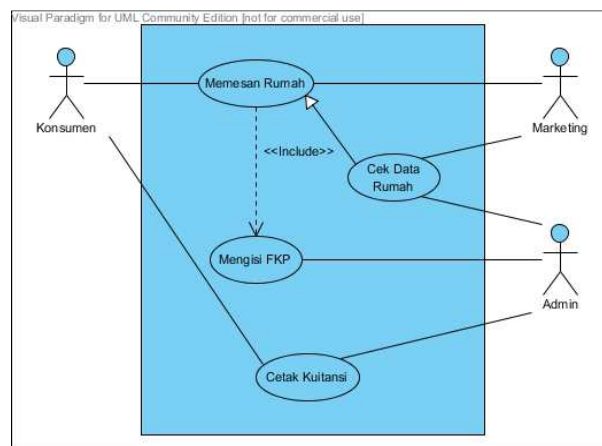 Visual Paradigm for UML Community Edition [not for commercial use]
Memesan Rumah
Konsumen
Marketing
<<Include>>
Cek Data
Rumah
Mengisi FKP
Admin
Cetak Kuitansi